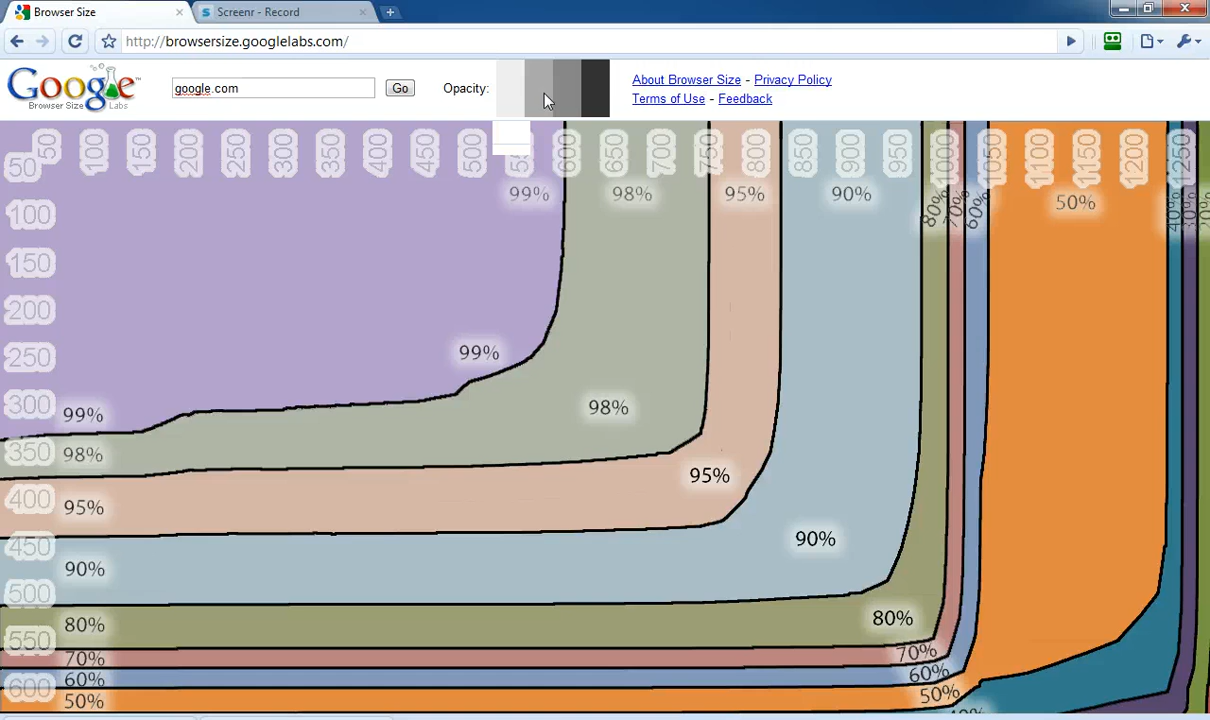 Browser Size
Screenr - Record
http://browsersize.googlelabs.com/
Google
Browser Size Labs
google.com
Go
Opacity:
About Browser Size - Privacy Policy
Terms of Use - Feedback
50 100 150 200 250 300 350 400 450 500 600 650 700 750 800 850 900 950 1000 1050 1100 1150 1200 1250
50
99% 98% 95% 90% 80% 70% 60% 50% 40% 30% 20%
100
150
200
250
99%
300
98%
99%
350
98%
95%
400
95%
90%
450
90%
500
80%
80%
550
70%
70%
60%
60%
600
50%
50%